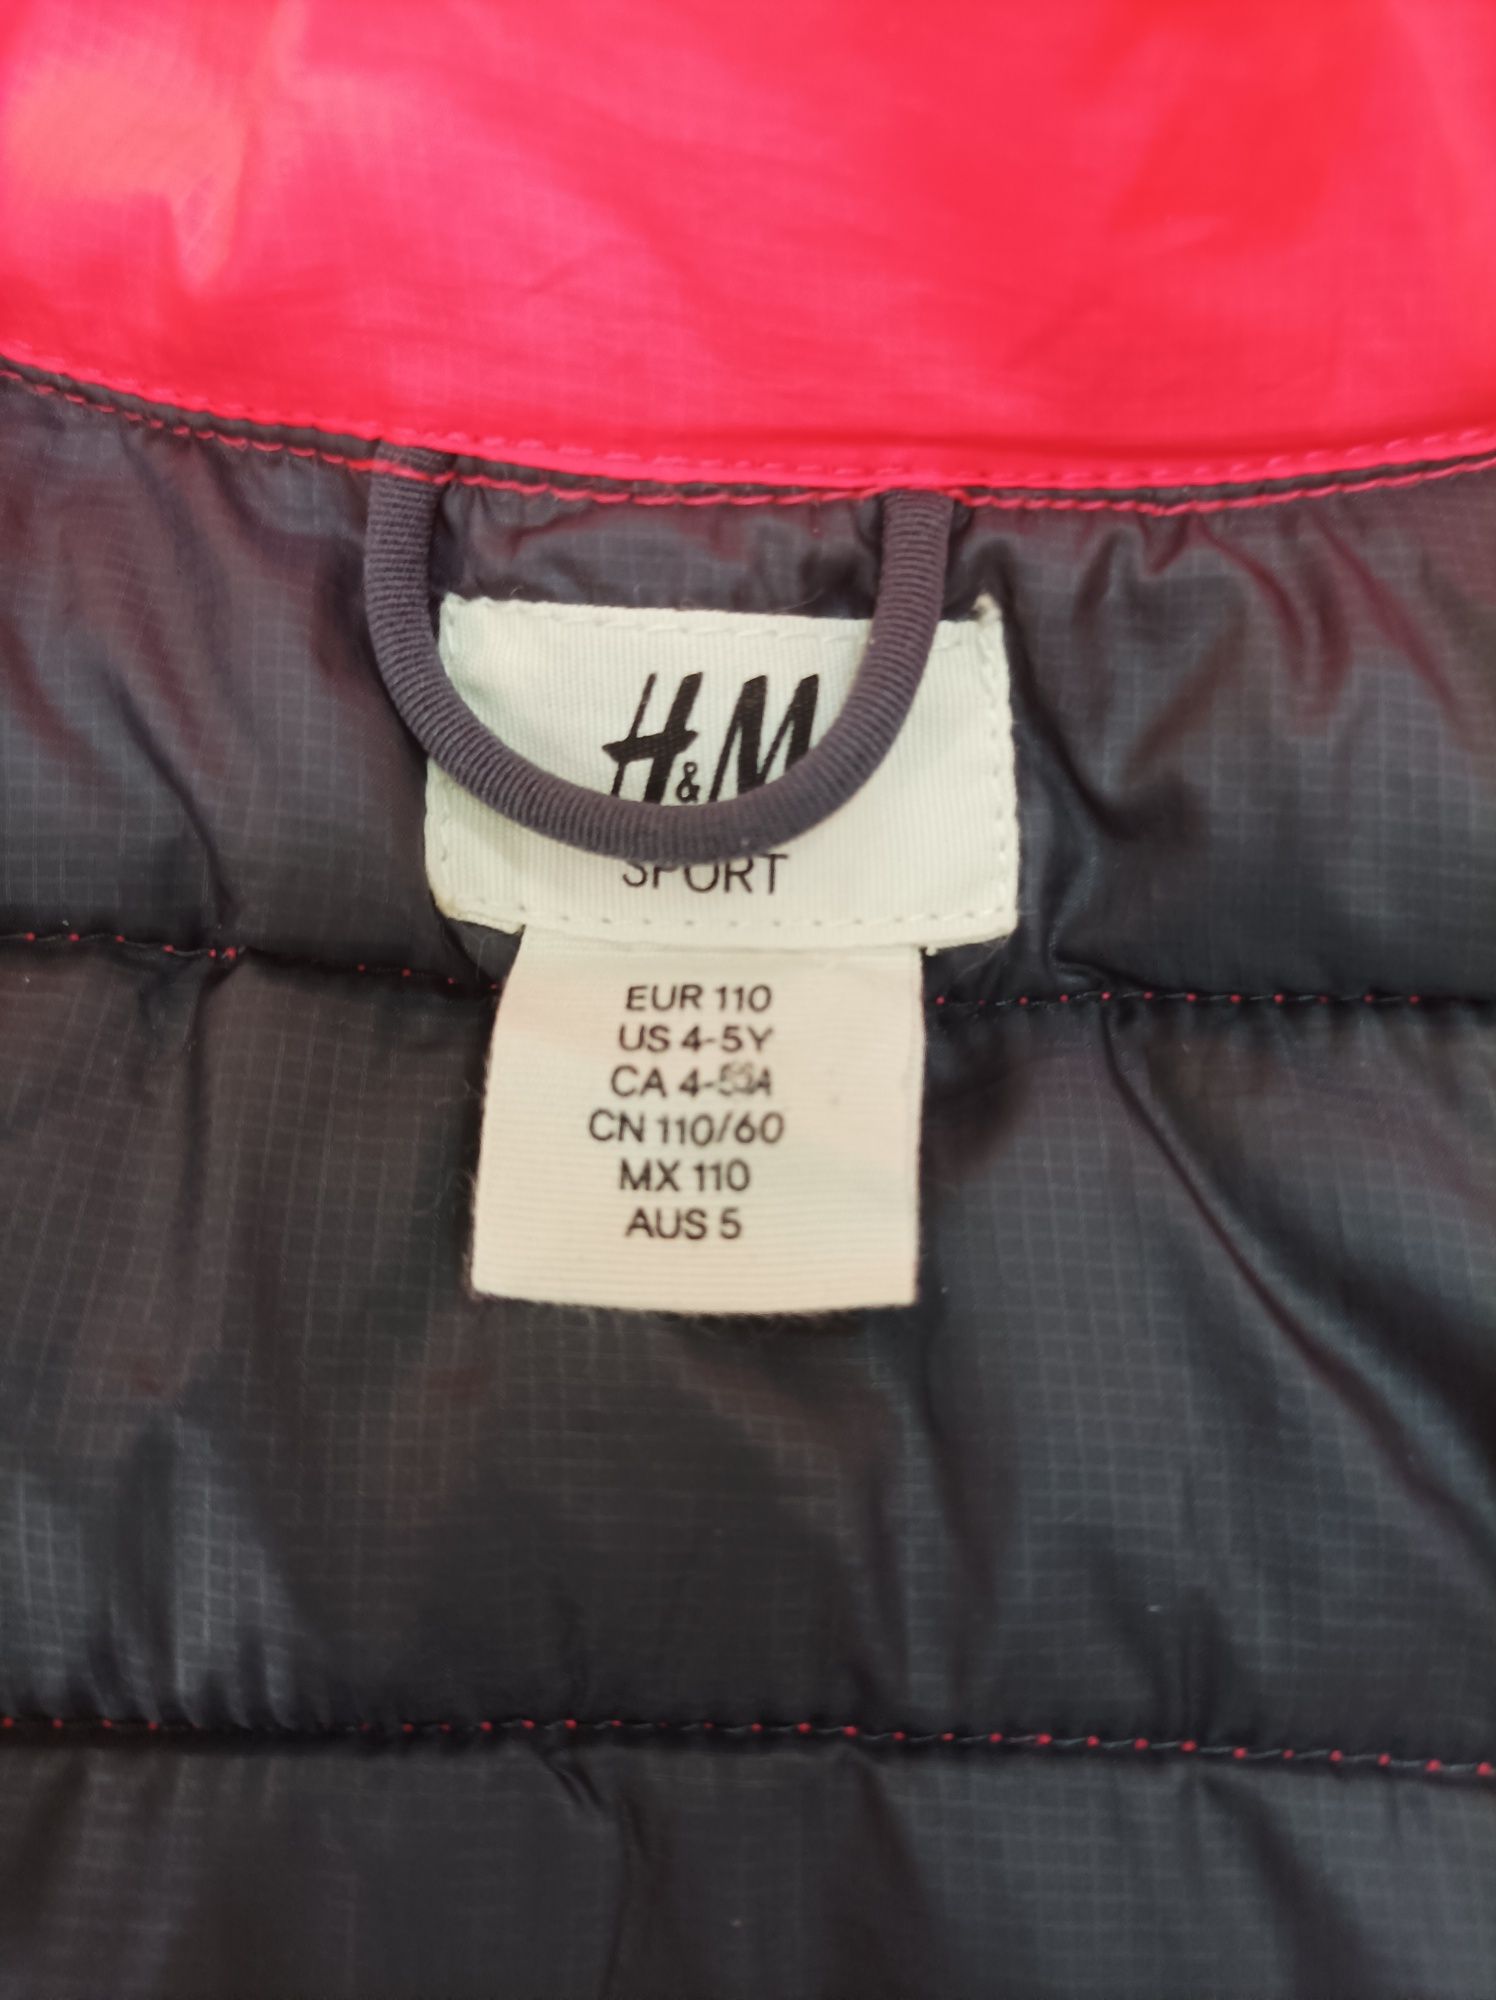 H&M
SPORT
EUR 110
US 4-5Y
CA 4-5A
CN 110/60
MX 110
AUS 5